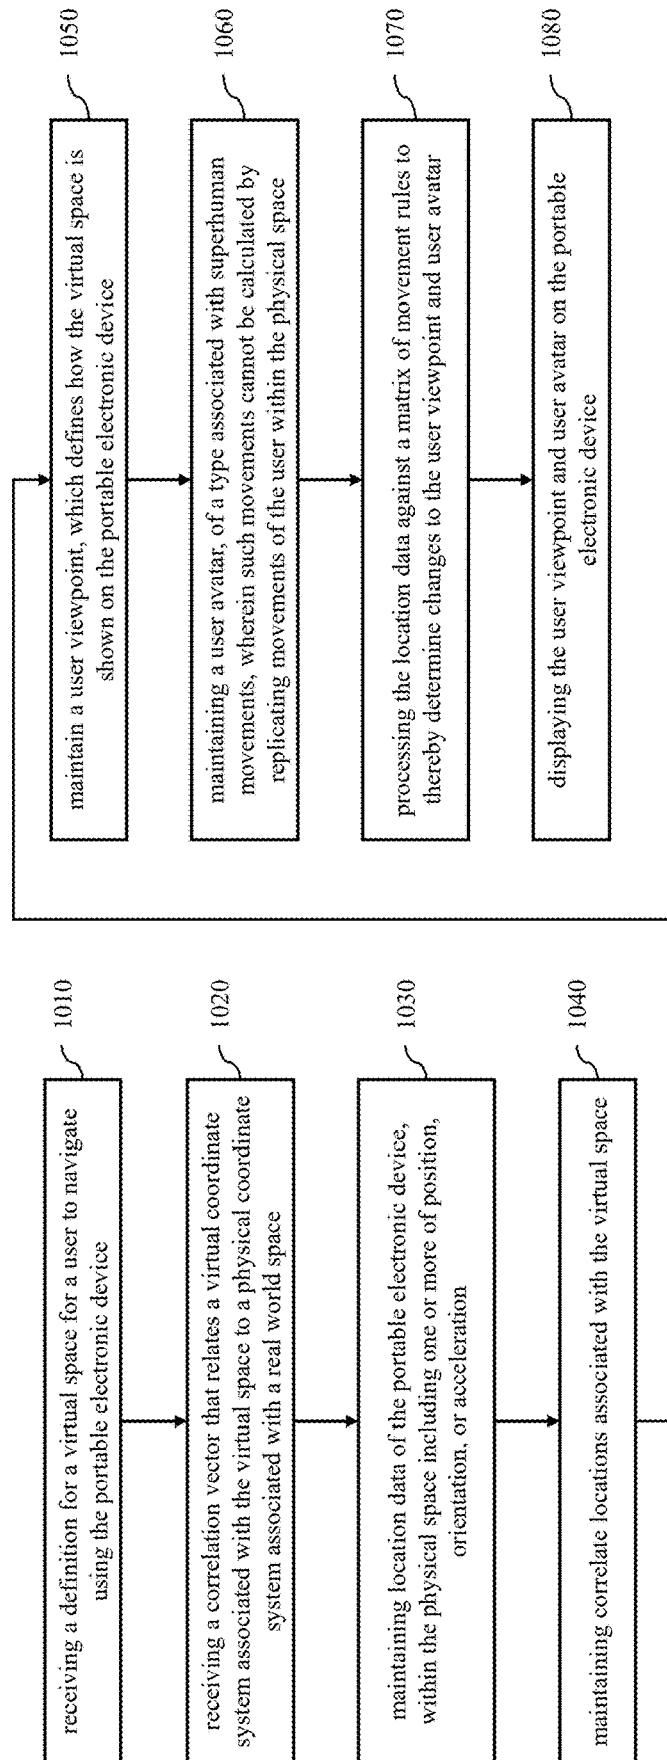 receiving a definition for a virtual space for a user to navigate
using the portable electronic device
1010
receiving a correlation vector that relates a virtual coordinate
system associated with the virtual space to a physical coordinate
system associated with a real world space
1020
maintaining location data of the portable electronic device,
within the physical space including one or more of position,
orientation, or acceleration
1030
maintaining correlate locations associated with the virtual space
1040
maintain a user viewpoint, which defines how the virtual space is
shown on the portable electronic device
1050
maintaining a user avatar, of a type associated with superhuman
movements, wherein such movements cannot be calculated by
replicating movements of the user within the physical space
1060
processing the location data against a matrix of movement rules to
thereby determine changes to the user viewpoint and user avatar
1070
displaying the user viewpoint and user avatar on the portable
electronic device
1080